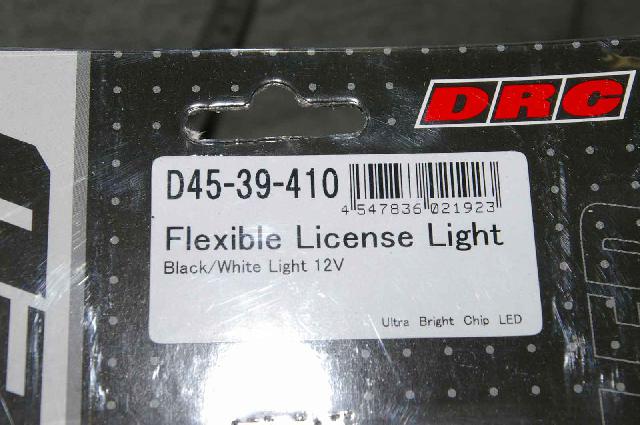 DRC
D45-39-410
4 547836 021923
Flexible License Light
Black/White Light 12V
Ultra Bright Chip LED